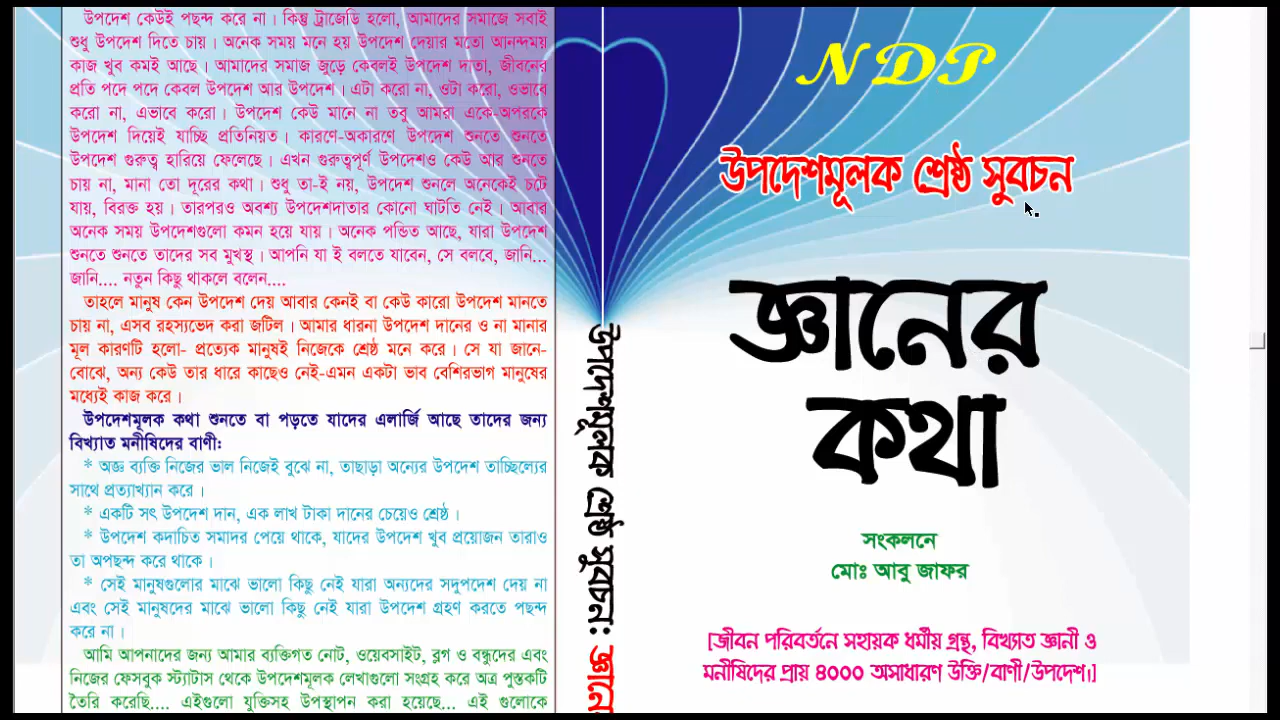 উপদেশ কেউই পছন্দ করে না। কিন্তু ট্রাজেডি হলো, আমাদের সমাজে সবাই
শুধু উপদেশ দিতে চায়। অনেক সময় মনে হয় উপদেশ দেয়ার মতো আনন্দময়
কাজ খুব কমই আছে। আমাদের সমাজ জুড়ে কেবলই উপদেশ দাতা, জীবনের
প্রতি পদে পদে কেবল উপদেশ আর উপদেশ। এটা করো না, ওটা করো, ওভাবে
করো না, এভাবে করো। উপদেশ কেউ মানে না তবু আমরা একে-অপরকে
উপদেশ দিয়েই যাচ্ছি প্রতিনিয়ত। কারণে-অকারণে উপদেশ শুনতে শুনতে
উপদেশ গুরুত্ব হারিয়ে ফেলেছে। এখন গুরুত্বপূর্ণ উপদেশও কেউ আর শুনতে
চায় না, মানা তো দূরের কথা। শুধু তা-ই নয়, উপদেশ শুনলে অনেকেই চটে
যায়, বিরক্ত হয়। তারপরও অবশ্য উপদেশদাতার কোনো ঘাটতি নেই। আবার
অনেক সময় উপদেশগুলো কমন হয়ে যায়। অনেক পন্ডিত আছে, যারা উপদেশ
শুনতে শুনতে তাদের সব মুখস্থ। আপনি যা ই বলতে যাবেন, সে বলবে, জানি...
জানি.... নতুন কিছু থাকলে বলেন....
তাহলে মানুষ কেন উপদেশ দেয় আবার কেনই বা কেউ কারো উপদেশ মানতে
চায় না, এসব রহস্যভেদ করা জটিল। আমার ধারনা উপদেশ দানের ও না মানার
মূল কারণটি হলো- প্রত্যেক মানুষই নিজেকে শ্রেষ্ঠ মনে করে। সে যা জানে-
বোঝে, অন্য কেউ তার ধারে কাছেও নেই-এমন একটা ভাব বেশিরভাগ মানুষের
মধ্যেই কাজ করে।
উপদেশমূলক কথা শুনতে বা পড়তে যাদের এলার্জি আছে তাদের জন্য
বিখ্যাত মনীষিদের বাণী:
* অজ্ঞ ব্যক্তি নিজের ভাল নিজেই বুঝে না, তাছাড়া অন্যের উপদেশ তাচ্ছিল্যের
সাথে প্রত্যাখ্যান করে।
* একটি সৎ উপদেশ দান, এক লাখ টাকা দানের চেয়েও শ্রেষ্ঠ।
* উপদেশ কদাচিত সমাদর পেয়ে থাকে, যাদের উপদেশ খুব প্রয়োজন তারাও
তা অপছন্দ করে থাকে।
* সেই মানুষগুলোর মাঝে ভালো কিছু নেই যারা অন্যদের সদুপদেশ দেয় না
এবং সেই মানুষদের মাঝে ভালো কিছু নেই যারা উপদেশ গ্রহণ করতে পছন্দ
করে না।
আমি আপনাদের জন্য আমার ব্যক্তিগত নোট, ওয়েবসাইট, ব্লগ ও বন্ধুদের এবং
নিজের ফেসবুক স্ট্যাটাস থেকে উপদেশমূলক লেখাগুলো সংগ্রহ করে অত্র পুস্তকটি
তৈরি করেছি.... এইগুলো যুক্তিসহ উপস্থাপন করা হয়েছে... এই গুলোকে
উপদেশমূলক শ্রেষ্ঠ সুবচন: জ্ঞানে
NDP
উপদেশমূলক শ্রেষ্ঠ সুবচন
জ্ঞানের
কথা
সংকলনে
মোঃ আবু জাফর
[জীবন পরিবর্তনে সহায়ক ধর্মীয় গ্রন্থ, বিখ্যাত জ্ঞানী ও
মনীষিদের প্রায় ৪০০০ অসাধারণ উক্তি/বাণী/উপদেশ।]